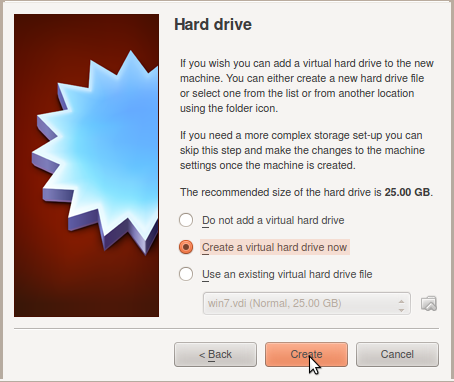 Hard drive
If you wish you can add a virtual hard drive to the new
machine. You can either create a new hard drive file
or select one from the list or from another location
using the folder icon.
If you need a more complex storage set-up you can
skip this step and make the changes to the machine
settings once the machine is created.
The recommended size of the hard drive is 25.00 GB.
Do not add a virtual hard drive
Create a virtual hard drive now
Use an existing virtual hard drive file
win7.vdi (Normal, 25.00 GB)
< Back
Create
Cancel